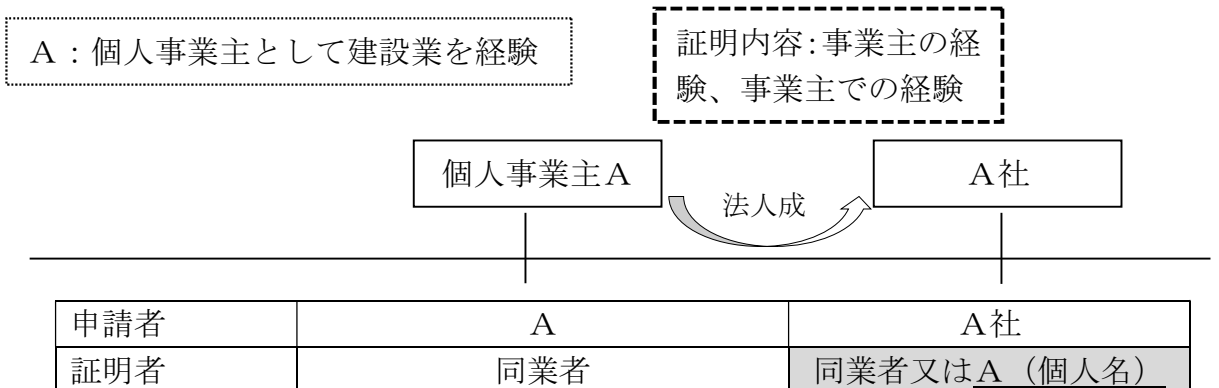 A:個人事業主として建設業を経験
証明内容:事業主の経
験、事業主での経験
個人事業主A
法人成
A社
申請者 A A社
証明者 同業者 同業者又はA(個人名)